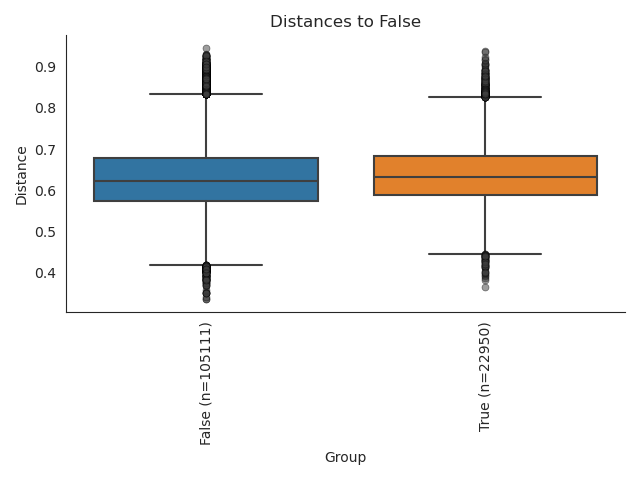 Distances to False
0.9
0.8
0.7
0.6
0.5
0.4
Distance
False (n=105111)
True (n=22950)
Group